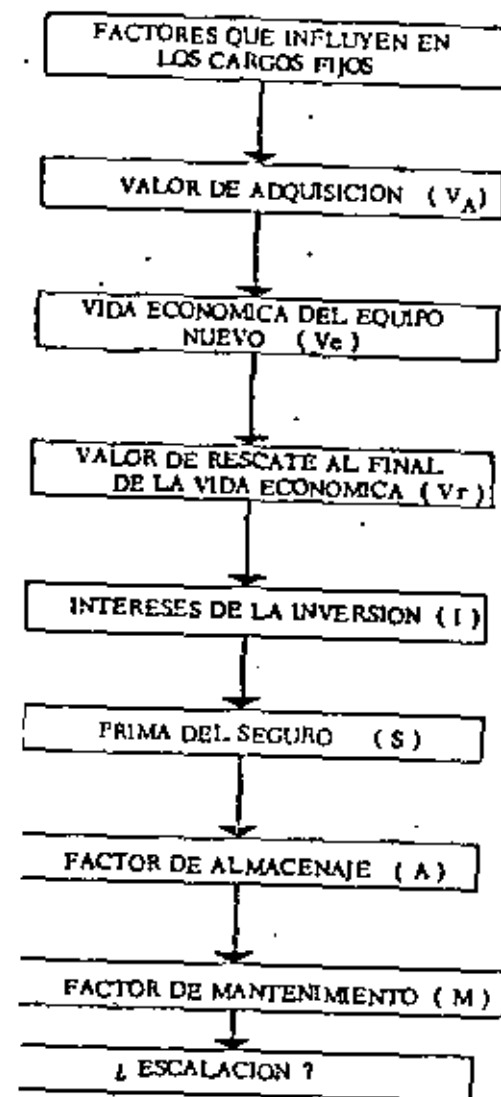 FACTORES QUE INFLUYEN EN
LOS CARGOS FIJOS
VALOR DE ADQUISICION ( VA)
VIDA ECONOMICA DEL EQUIPO
NUEVO ( Ve )
VALOR DE RESCATE AL FINAL
DE LA VIDA ECONOMICA ( Vr )
INTERESES DE LA INVERSION ( I )
PRIMA DEL SEGURO ( S )
FACTOR DE ALMACENAJE ( A )
FACTOR DE MANTENIMIENTO ( M )
¿ ESCALACION ?